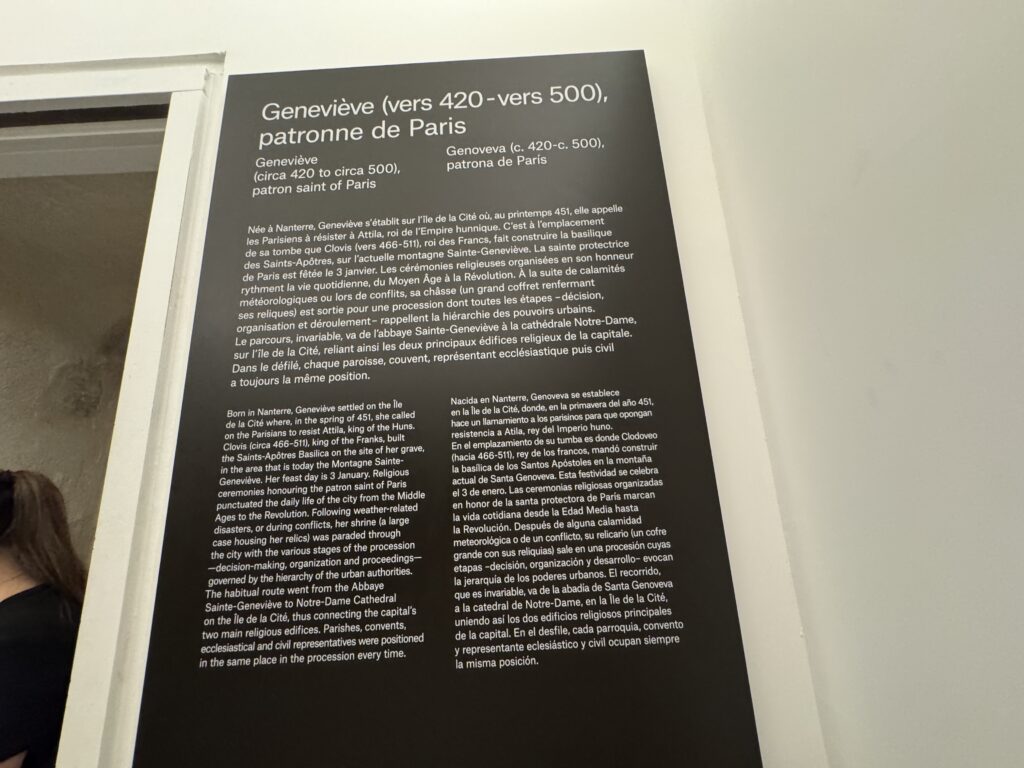 Geneviève (vers 420-vers 500),
patronne de Paris
Geneviève
(circa 420 to circa 500),
patron saint of Paris
Genoveva (c. 420-c. 500),
patrona de París
Née à Nanterre, Geneviève s'établit sur l'île de la Cité où, au printemps 451, elle appelle
les Parisiens à résister à Attila, roi de l'Empire hunnique. C'est à l'emplacement
de sa tombe que Clovis (vers 466-511), roi des Francs, fait construire la basilique
des Saints-Apôtres, sur l'actuelle montagne Sainte-Geneviève. La sainte protectrice
de Paris est fêtée le 3 janvier. Les cérémonies religieuses organisées en son honneur
rythment la vie quotidienne, du Moyen Âge à la Révolution. À la suite de calamités
météorologiques ou lors de conflits, sa châsse (un grand coffret renfermant
ses reliques) est sortie pour une procession dont toutes les étapes –décision,
organisation et déroulement– rappellent la hiérarchie des pouvoirs urbains.
Le parcours, invariable, va de l'abbaye Sainte-Geneviève à la cathédrale Notre-Dame,
sur l'île de la Cité, reliant ainsi les deux principaux édifices religieux de la capitale.
Dans le défilé, chaque paroisse, couvent, représentant ecclésiastique puis civil
a toujours la même position.
Born in Nanterre, Geneviève settled on the Île
de la Cité where, in the spring of 451, she called
on the Parisians to resist Attila, king of the Huns.
Clovis (circa 466–511), king of the Franks, built
the Saints-Apôtres Basilica on the site of her grave,
in the area that is today the Montagne Sainte-
Geneviève. Her feast day is 3 January. Religious
ceremonies honouring the patron saint of Paris
punctuated the daily life of the city from the Middle
Ages to the Revolution. Following weather-related
disasters, or during conflicts, her shrine (a large
case housing her relics) was paraded through
the city with the various stages of the procession
—decision-making, organization and proceedings—
governed by the hierarchy of the urban authorities.
The habitual route went from the Abbaye
Sainte-Geneviève to Notre-Dame Cathedral
on the Île de la Cité, thus connecting the capital's
two main religious edifices. Parishes, convents,
ecclesiastical and civil representatives were positioned
in the same place in the procession every time.
Nacida en Nanterre, Genoveva se establece
en la Île de la Cité, donde, en la primavera del año 451,
hace un llamamiento a los parisinos para que opongan
resistencia a Atila, rey del Imperio huno.
En el emplazamiento de su tumba es donde Clodoveo
(hacia 466-511), rey de los francos, mandó construir
la basílica de los Santos Apóstoles en la montaña
actual de Santa Genoveva. Esta festividad se celebra
el 3 de enero. Las ceremonias religiosas organizadas
en honor de la santa protectora de París marcan
la vida cotidiana desde la Edad Media hasta
la Revolución. Después de alguna calamidad
meteorológica o de un conflicto, su relicario (un cofre
grande con sus reliquias) sale en una procesión cuyas
etapas –decisión, organización y desarrollo– evocan
la jerarquía de los poderes urbanos. El recorrido,
que es invariable, va de la abadía de Santa Genoveva
a la catedral de Notre-Dame, en la Île de la Cité,
uniendo así los dos edificios religiosos principales
de la capital. En el desfile, cada parroquia, convento
y representante eclesiástico y civil ocupan siempre
la misma posición.